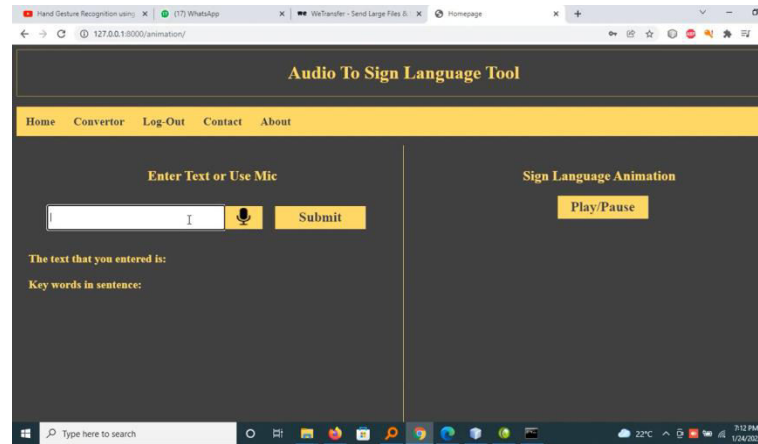 Hand Gesture Recognition using
(17) WhatsApp
WeTransfer - Send Large Files &
Homepage
127.0.0.1:8000/animation/
Audio To Sign Language Tool
Home Convertor Log-Out Contact About
Enter Text or Use Mic
Submit
The text that you entered is:
Key words in sentence:
Sign Language Animation
Play/Pause
Type here to search
22°C
7:12 PM
1/24/202